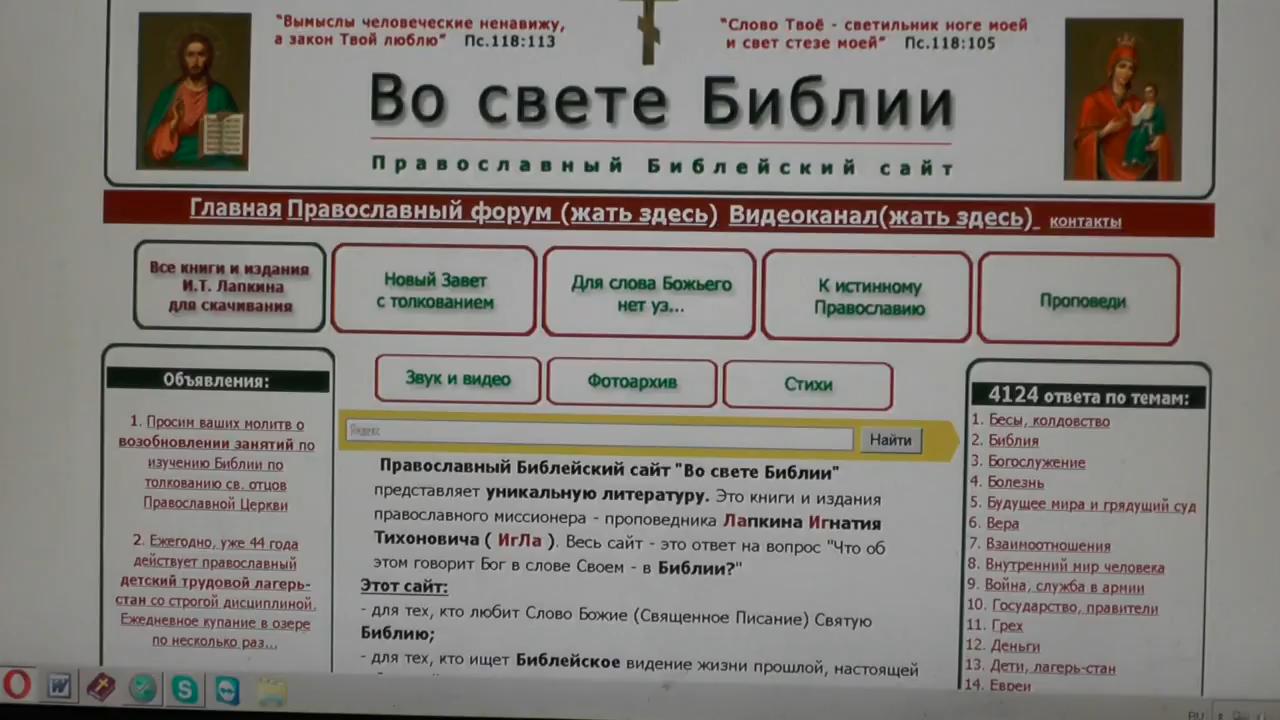 "Вымыслы человеческие ненавижу,
а закон Твой люблю" Пс.118:113
"Слово Твоё - светильник ноге моей
и свет стезе моей" Пс.118:105
Во свете Библии
Православный Библейский сайт
Главная Православный форум (жать здесь) Видеоканал(жать здесь) контакты
Все книги и издания
И.Т. Лапкина
для скачивания
Новый Завет
с толкованием
Для слова Божьего
нет уз...
К истинному
Православию
Проповеди
Звук и видео
Фотоархив
Стихи
Объявления:
1. Просим ваших молитв о
возобновлении занятий по
изучению Библии по
толкованию св. отцов
Православной Церкви
2. Ежегодно, уже 44 года
действует православный
детский трудовой лагерь-
стан со строгой дисциплиной.
Ежедневное купание в озере
по несколько раз...
Яндекс
Найти
Православный Библейский сайт "Во свете Библии"
представляет уникальную литературу. Это книги и издания
православного миссионера - проповедника Лапкина Игнатия
Тихоновича ( ИгЛа ). Весь сайт - это ответ на вопрос "Что об
этом говорит Бог в слове Своем - в Библии?"
Этот сайт:
- для тех, кто любит Слово Божие (Священное Писание) Святую
Библию;
- для тех, кто ищет Библейское видение жизни прошлой, настоящей
4124 ответа по темам:
1. Бесы, колдовство
2. Библия
3. Богослужение
4. Болезнь
5. Будущее мира и грядущий суд
6. Вера
7. Взаимоотношения
8. Внутренний мир человека
9. Война, служба в армии
10. Государство, правители
11. Грех
12. Деньги
13. Дети, лагерь-стан
14. Евреи
RU